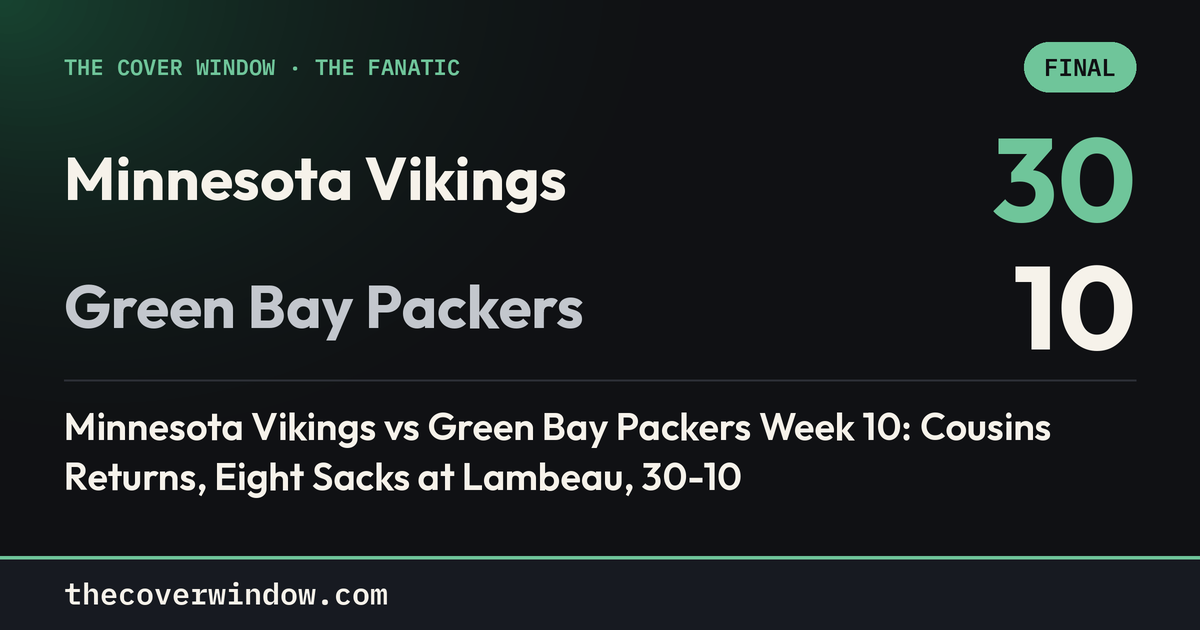 THE COVER WINDOW · THE FANATIC
FINAL
Minnesota Vikings 30
Green Bay Packers 10
Minnesota Vikings vs Green Bay Packers Week 10: Cousins
Returns, Eight Sacks at Lambeau, 30-10
thecoverwindow.com